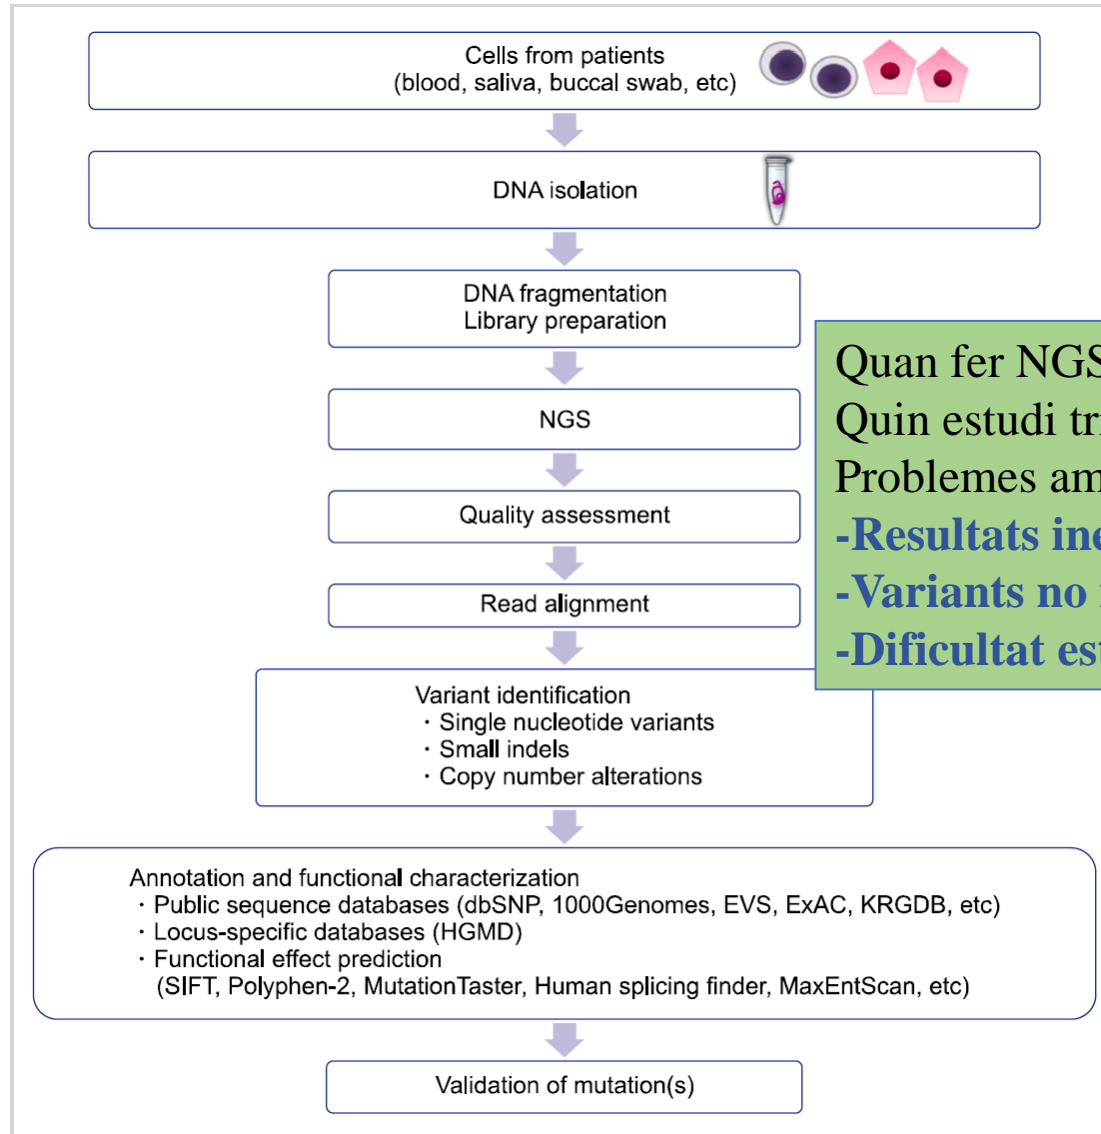 Cells from patients
(blood, saliva, buccal swab, etc)
DNA isolation
DNA fragmentation
Library preparation
NGS
Quality assessment
Read alignment
Variant identification
· Single nucleotide variants
· Small indels
· Copy number alterations
Annotation and functional characterization
· Public sequence databases (dbSNP, 1000Genomes, EVS, ExAC, KRGDB, etc)
· Locus-specific databases (HGMD)
· Functional effect prediction
(SIFT, Polyphen-2, MutationTaster, Human splicing finder, MaxEntScan, etc)
Validation of mutation(s)
Quan fer NGS
Quin estudi
Problemes
-Resultats
-Variants no
-Dificultat